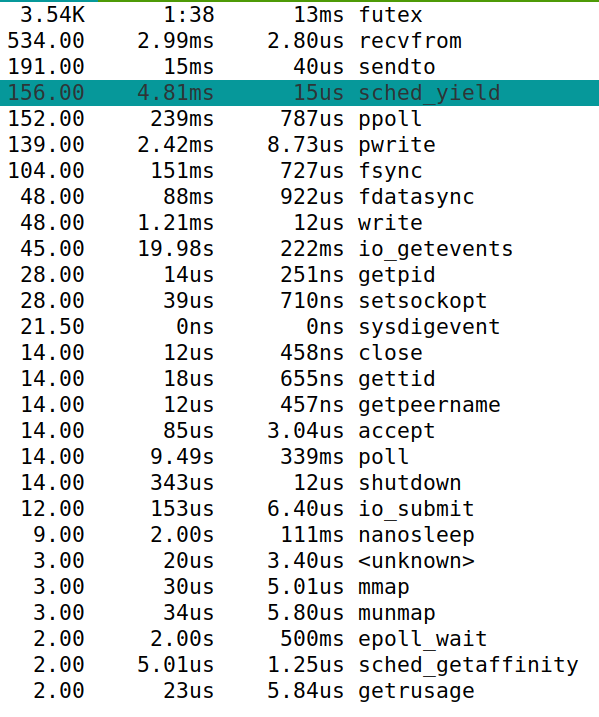 3.54K 1:38 13ms futex
534.00 2.99ms 2.80us recvfrom
191.00 15ms 40us sendto
156.00 4.81ms 15us sched_yield
152.00 239ms 787us ppoll
139.00 2.42ms 8.73us pwrite
104.00 151ms 727us fsync
48.00 88ms 922us fdatasync
48.00 1.21ms 12us write
45.00 19.98s 222ms io_getevents
28.00 14us 251ns getpid
28.00 39us 710ns setsockopt
21.50 0ns 0ns sysdigevent
14.00 12us 458ns close
14.00 18us 655ns gettid
14.00 12us 457ns getpeername
14.00 85us 3.04us accept
14.00 9.49s 339ms poll
14.00 343us 12us shutdown
12.00 153us 6.40us io_submit
9.00 2.00s 111ms nanosleep
3.00 20us 3.40us <unknown>
3.00 30us 5.01us mmap
3.00 34us 5.80us munmap
2.00 2.00s 500ms epoll_wait
2.00 5.01us 1.25us sched_getaffinity
2.00 23us 5.84us getrusage